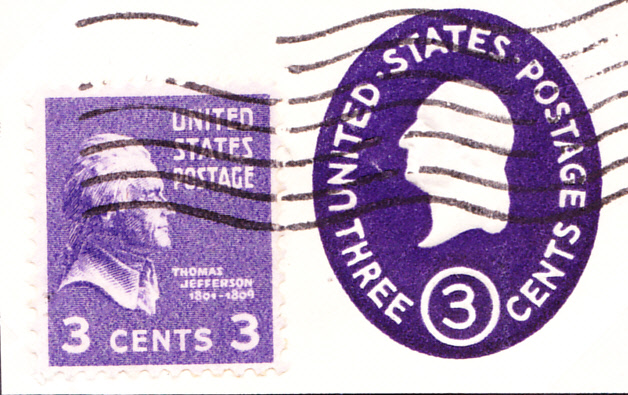 UNITED
STATES
POSTAGE
THOMAS
JEFFERSON
1801-1809
3 CENTS 3
UNITED·STATES·POSTAGE
THREE 3 CENTS